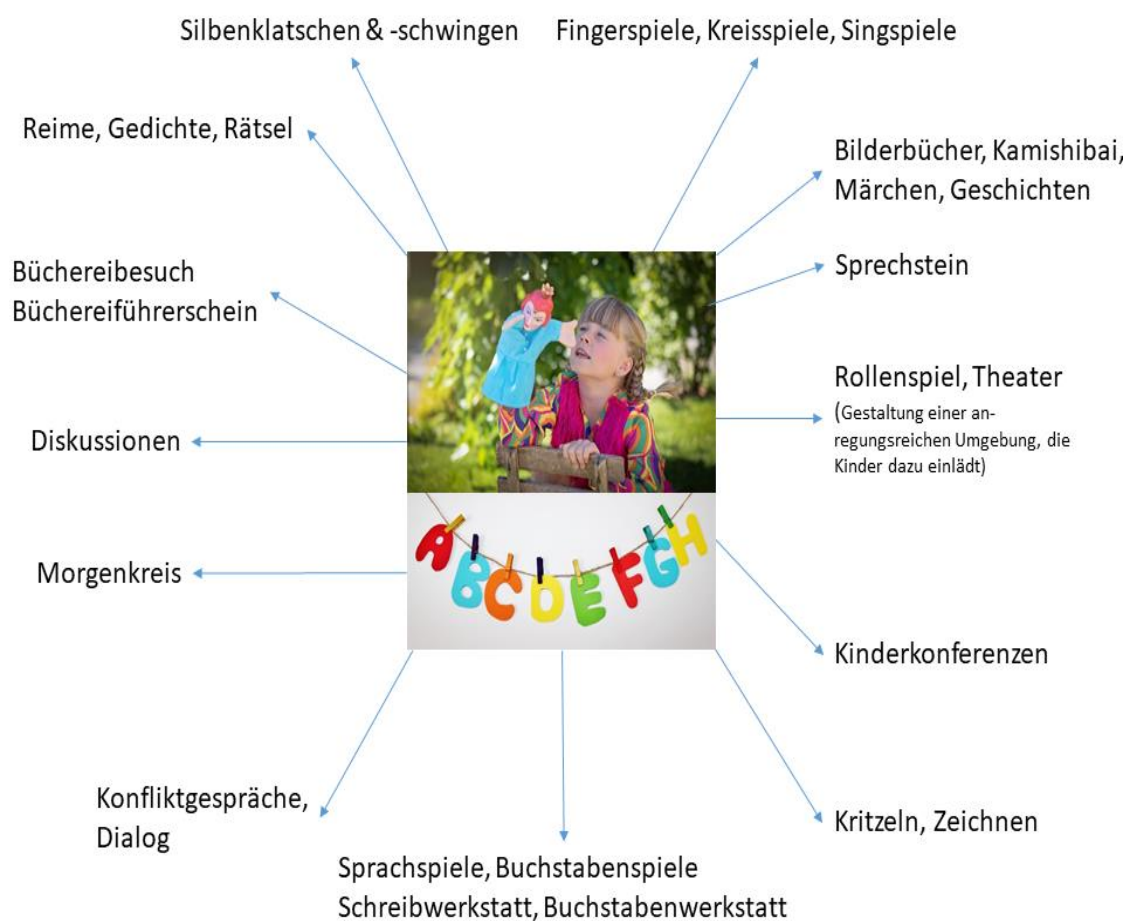 Silbenklatschen & -schwingen
Fingerspiele, Kreisspiele, Singspiele
Reime, Gedichte, Rätsel
Bilderbücher, Kamishibai,
Märchen, Geschichten
Büchereibesuch
Büchereiführerschein
Sprechstein
Rollenspiel, Theater
(Gestaltung einer an-
regungsreichen Umgebung, die
Kinder dazu einlädt)
Diskussionen
A B C D E F G H
Morgenkreis
Kinderkonferenzen
Konfliktgespräche,
Dialog
Kritzeln, Zeichnen
Sprachspiele, Buchstabenspiele
Schreibwerkstatt, Buchstabenwerkstatt